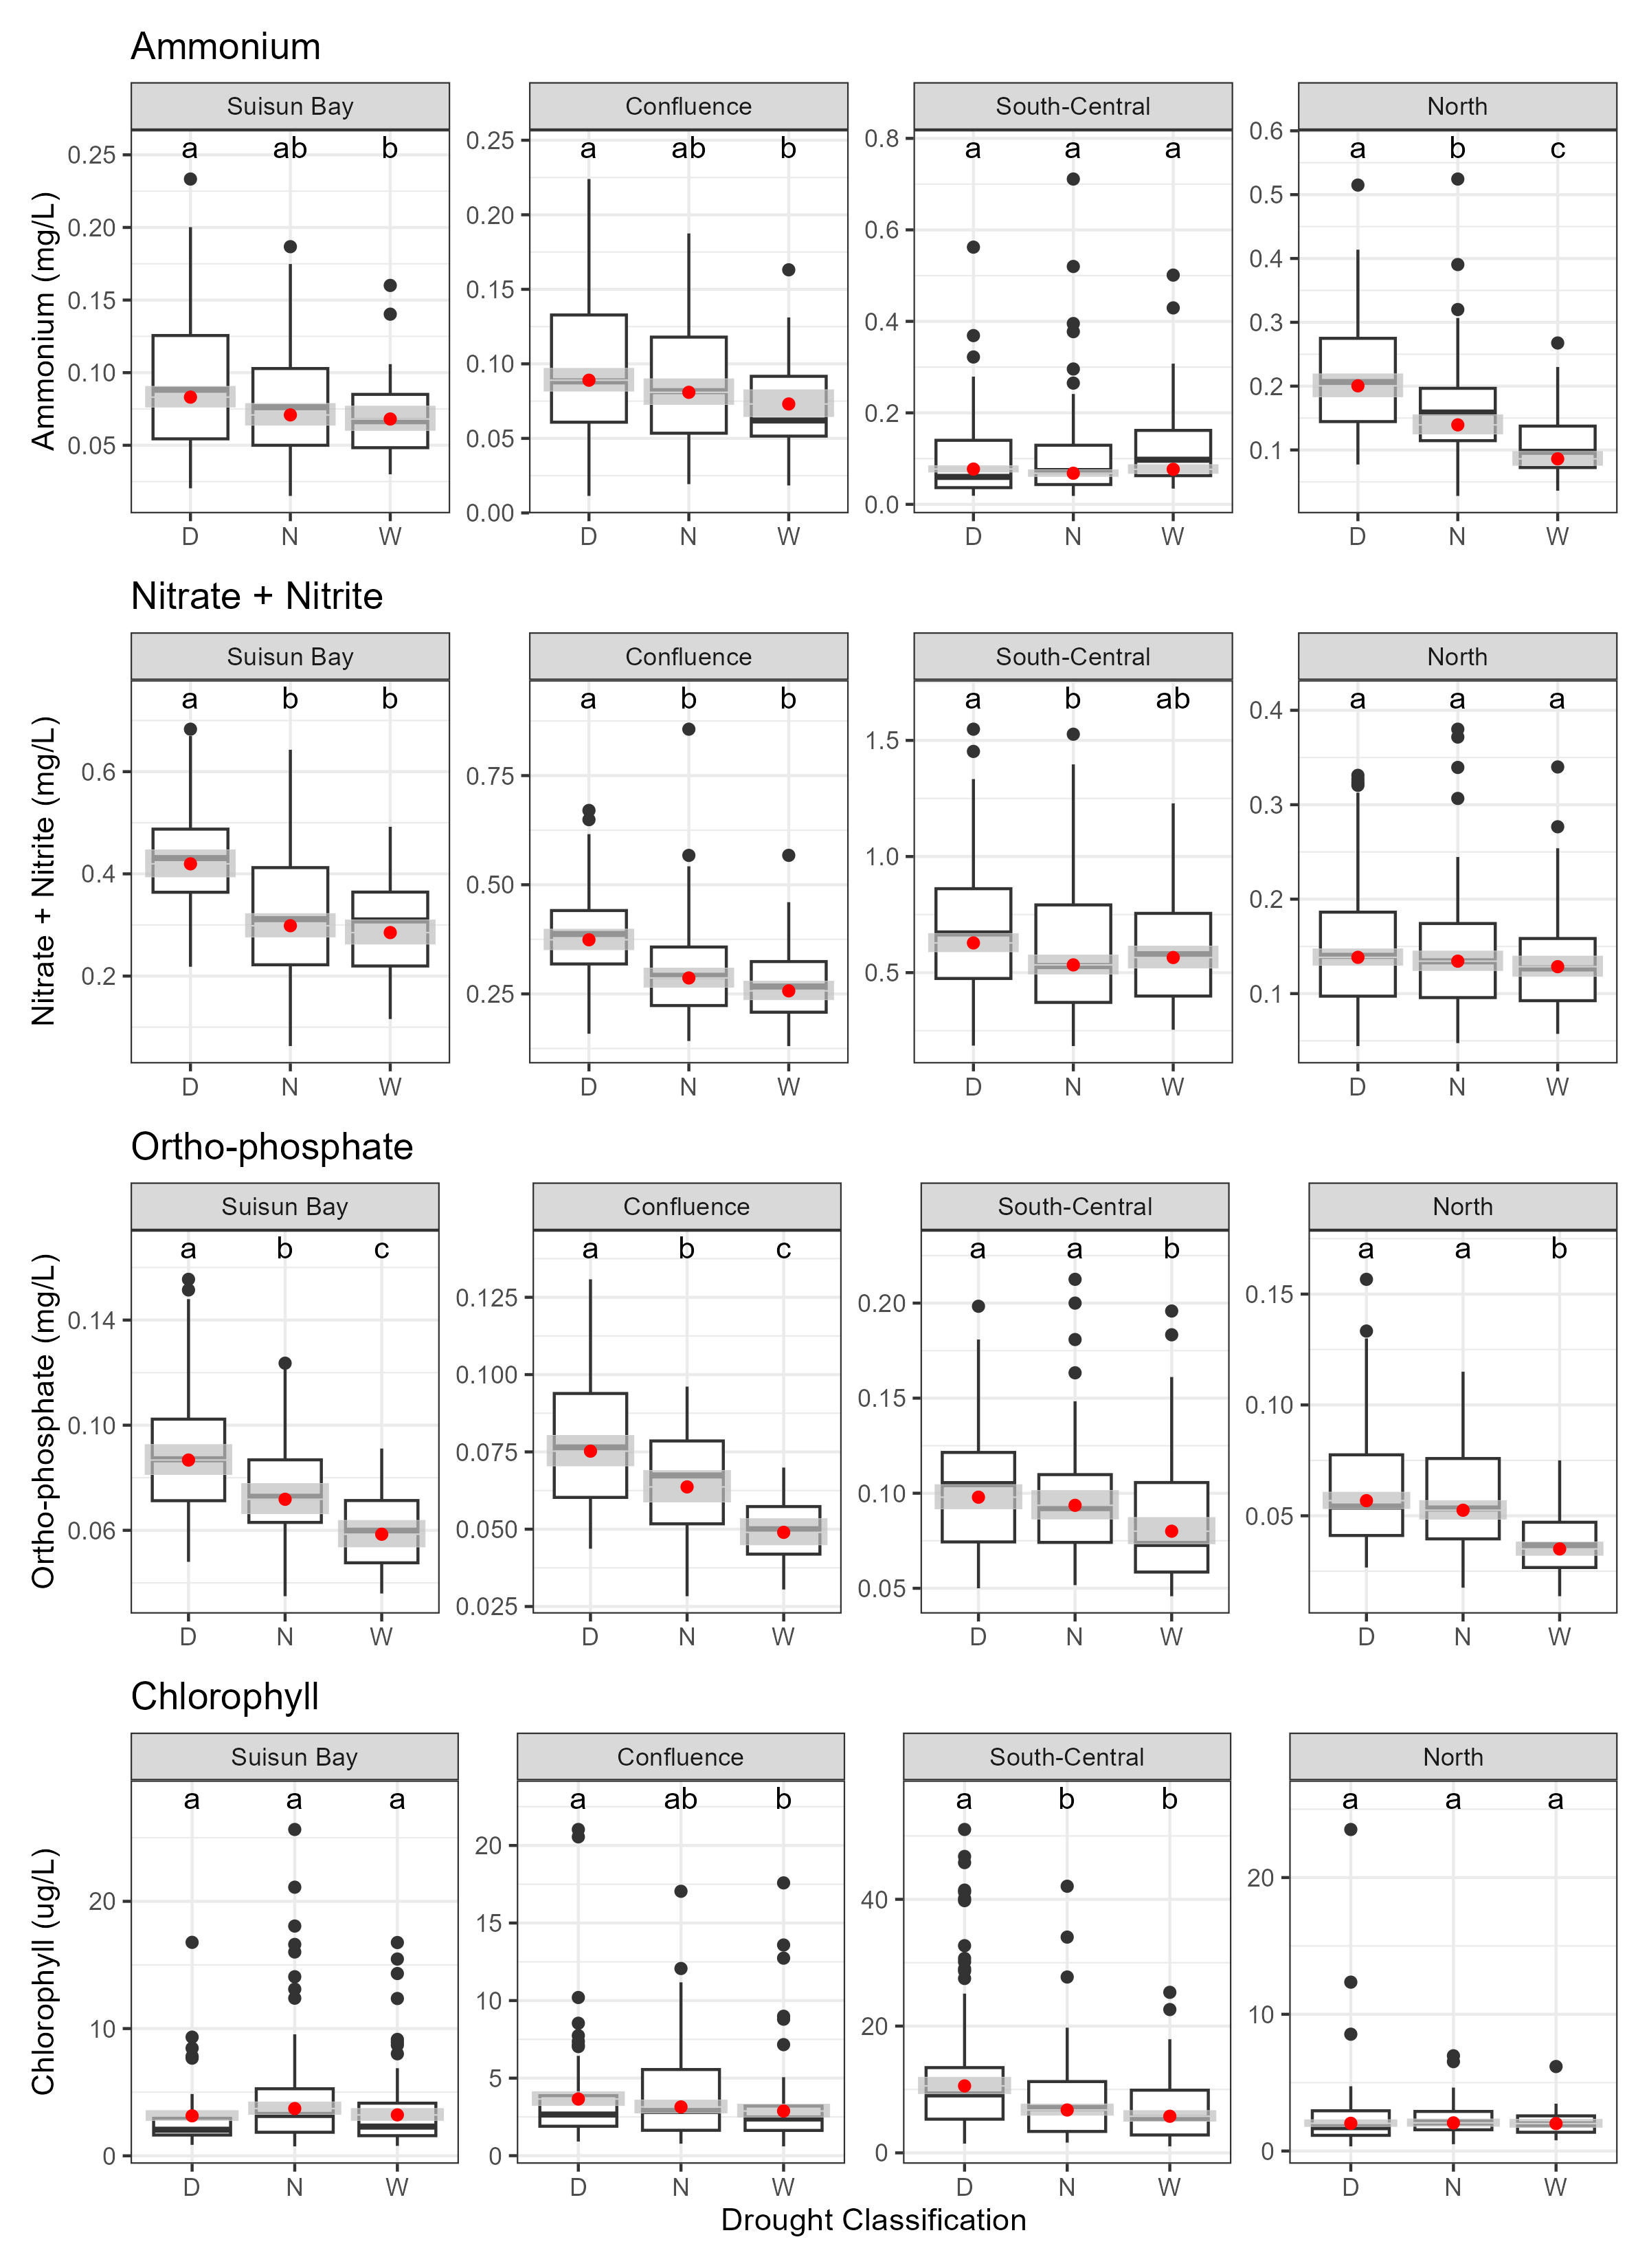 Ammonium
Suisun Bay Confluence South-Central North
Ammonium (mg/L)
a ab b a ab b a a a a b c
0.25 0.20 0.15 0.10 0.05
0.25 0.20 0.15 0.10 0.05 0.00
0.8 0.6 0.4 0.2 0.0
0.6 0.5 0.4 0.3 0.2 0.1
D N W D N W D N W D N W
Nitrate + Nitrite
Suisun Bay Confluence South-Central North
Nitrate + Nitrite (mg/L)
a b b a b b a b ab a a a
0.6 0.4 0.2
0.75 0.50 0.25
1.5 1.0 0.5
0.4 0.3 0.2 0.1
D N W D N W D N W D N W
Ortho-phosphate
Suisun Bay Confluence South-Central North
Ortho-phosphate (mg/L)
a b c a b c a a b a a b
0.14 0.10 0.06
0.125 0.100 0.075 0.050 0.025
0.20 0.15 0.10 0.05
0.15 0.10 0.05
D N W D N W D N W D N W
Chlorophyll
Suisun Bay Confluence South-Central North
Chlorophyll (ug/L)
a a a a ab b a b b a a a
20 10 0
20 15 10 5 0
40 20 0
20 10 0
D N W D N W D N W D N W
Drought Classification